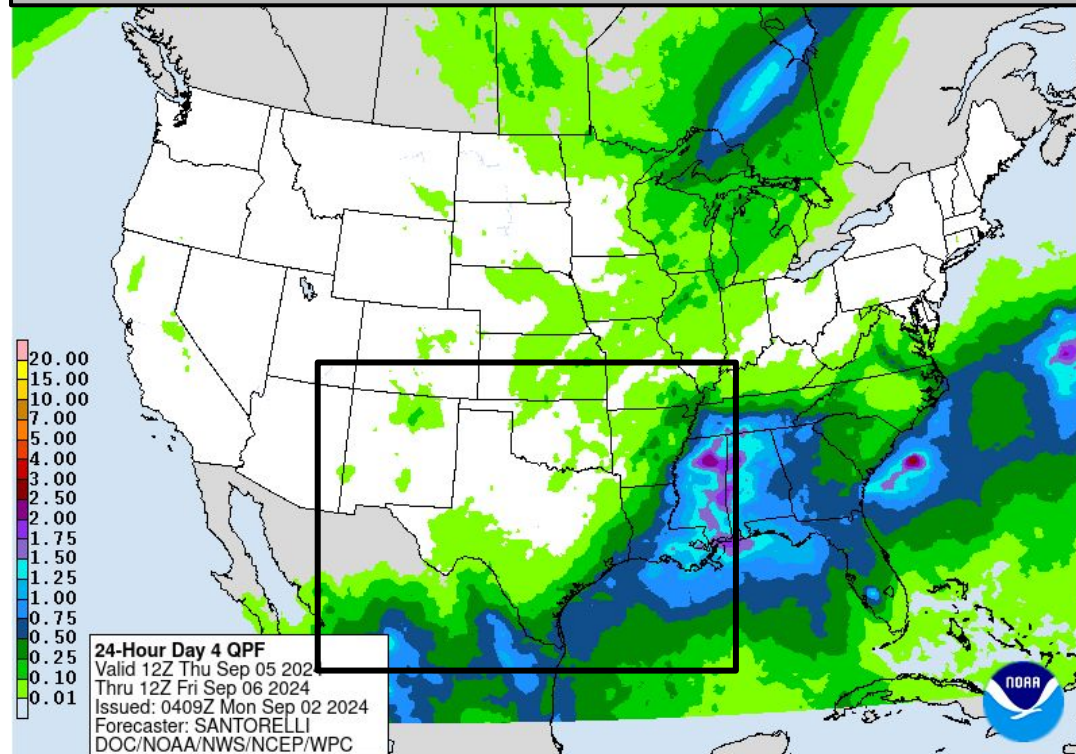 20.00
15.00
10.00
7.00
5.00
4.00
3.00
2.50
2.00
1.75
1.50
1.25
1.00
0.75
0.50
0.25
0.10
0.01
24-Hour Day 4 QPF
Valid 12Z Thu Sep 05 2024
Thru 12Z Fri Sep 06 2024
Issued: 0409Z Mon Sep 02 2024
Forecaster: SANTORELLI
DOC/NOAA/NWS/NCEP/WPC
NOAA